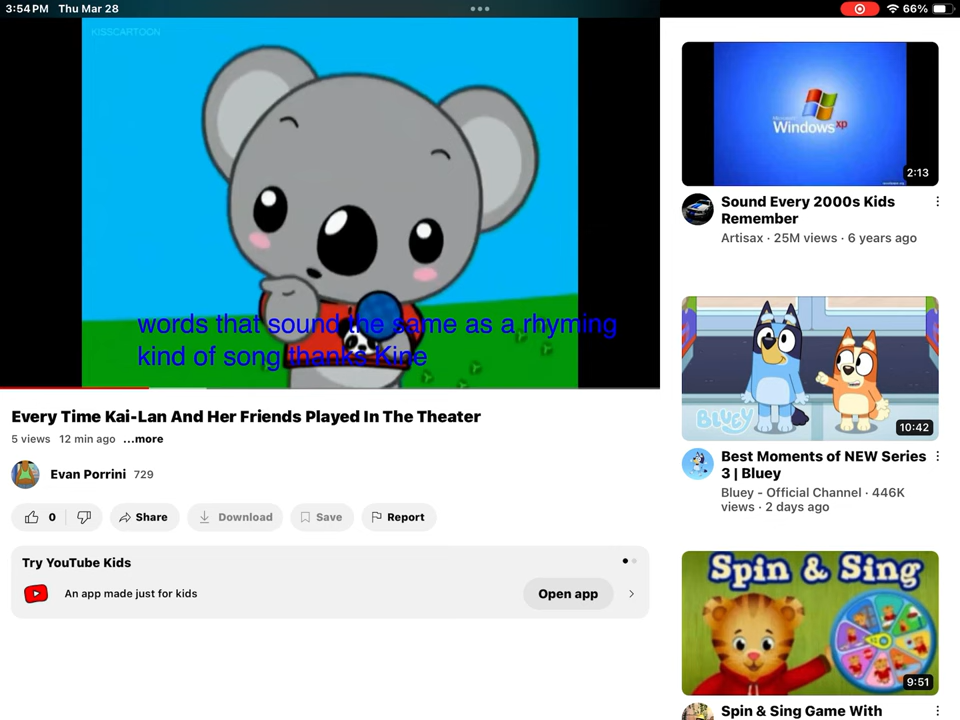 3:54 PM Thu Mar 28
66%
KISSCARTOON
words that sound the same as a rhyming
kind of song thanks Kine
Every Time Kai-Lan And Her Friends Played In The Theater
5 views 12 min ago ...more
Evan Porrini 729
0
Share
Download
Save
Report
Try YouTube Kids
An app made just for kids
Open app
Microsoft
Windows xp
2:13
Sound Every 2000s Kids
Remember
Artisax · 25M views · 6 years ago
BLUEY
10:42
Best Moments of NEW Series
3 | Bluey
Bluey - Official Channel · 446K
views · 2 days ago
Spin & Sing
9:51
Spin & Sing Game With